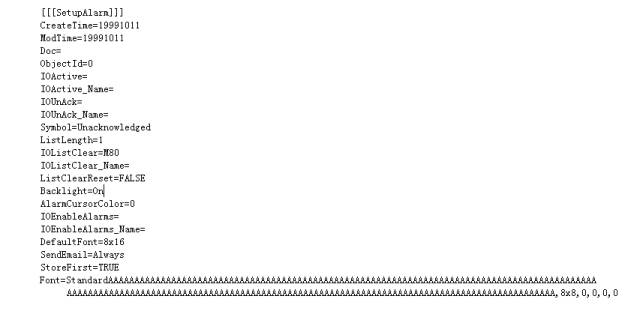 [[[SetupAlarm]]]
CreateTime=19991011
ModTime=19991011
Doc=
ObjectId=0
IOActive=
IOActive_Name=
IOUnAck=
IOUnAck_Name=
Symbol=Unacknowledged
ListLength=1
IOListClear=M80
IOListClear_Name=
ListClearReset=FALSE
Backlight=On
AlarmCursorColor=0
IOEnableAlarms=
IOEnableAlarms_Name=
DefaultFont=8x16
SendEmail=Always
StoreFirst=TRUE
Font=StandardAAAAAAAAAAAAAAAAAAAAAAAAAAAAAAAAAAAAAAAAAAAAAAAAAAAAAAAAAAAAAAAAAAAAAAAAAAAAAAAAAAAAAAAAAAAAA
AAAAAAAAAAAAAAAAAAAAAAAAAAAAAAAAAAAAAAAAAAAAAAAAAAAAAAAAAAAAAAAAAAAAAAAAAAAAAAAAAAAAAAAAAAAAA,8x8,0,0,0,0